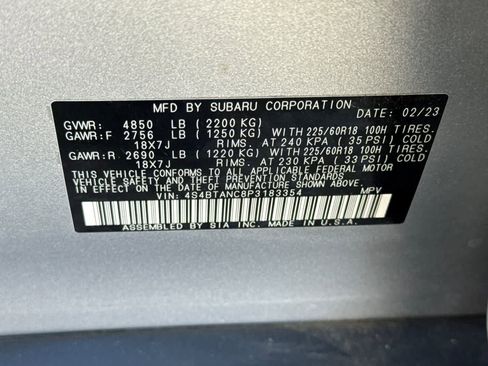 MFD BY SUBARU CORPORATION
DATE: 02/23
GVWR: 4850 LB (2200 KG)
GAWR:F 2756 LB (1250 KG) WITH 225/60R18 100H TIRES.
18X7J RIMS. AT 240 KPA (35 PSI) COLD
GAWR:R 2690 LB (1220 KG) WITH 225/60R18 100H TIRES.
18X7J RIMS. AT 230 KPA (33 PSI) COLD
THIS VEHICLE CONFORMS TO ALL APPLICABLE FEDERAL MOTOR
VEHICLE SAFETY AND THEFT PREVENTION STANDARDS
IN EFFECT ON THE DATE OF MANUFACTURE SHOWN ABOVE.
VIN: 4S4BTANC8P3183354 MPV
ASSEMBLED BY SIA INC. MADE IN U.S.A.